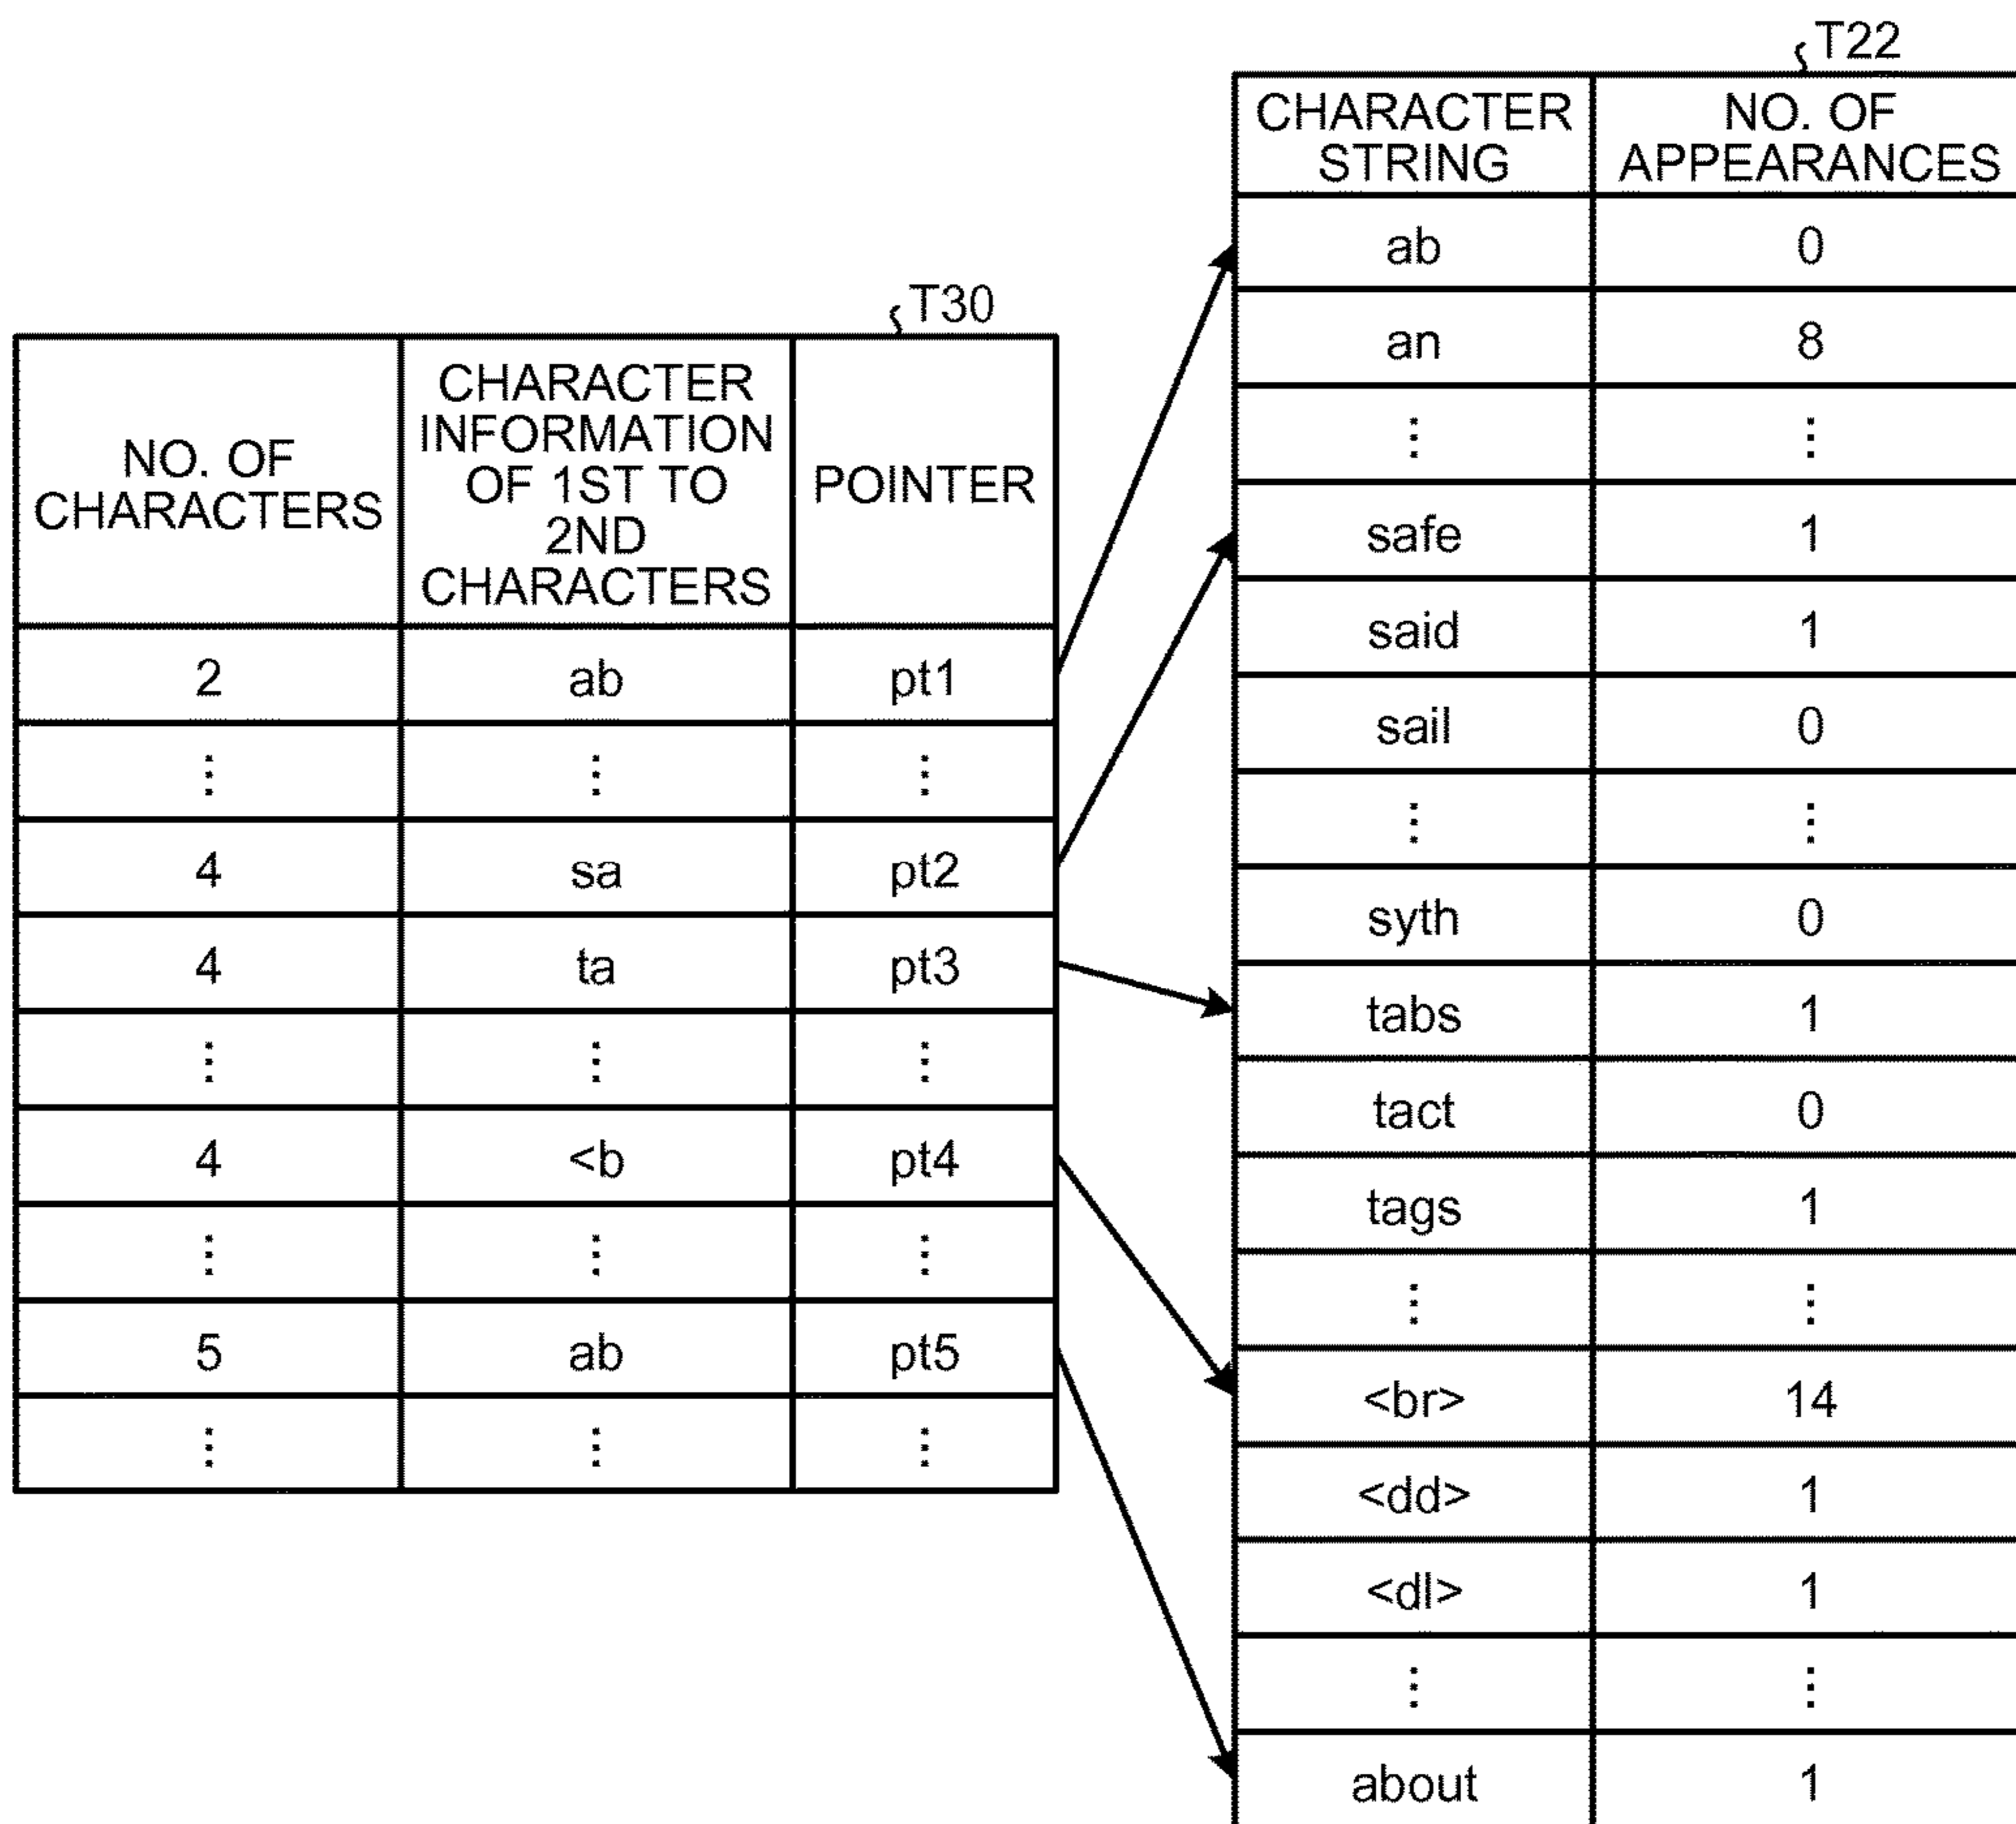 T22
CHARACTER STRING
NO. OF APPEARANCES
ab 0
an 8
⋮ ⋮
safe 1
said 1
sail 0
⋮ ⋮
syth 0
tabs 1
tact 0
tags 1
⋮ ⋮
<br> 14
<dd> 1
<dl> 1
⋮ ⋮
about 1
T30
NO. OF
CHARACTERS
CHARACTER
INFORMATION
OF 1ST TO
2ND
CHARACTERS
POINTER
2 ab pt1
⋮ ⋮ ⋮
4 sa pt2
4 ta pt3
⋮ ⋮ ⋮
4 <b pt4
⋮ ⋮ ⋮
5 ab pt5
⋮ ⋮ ⋮